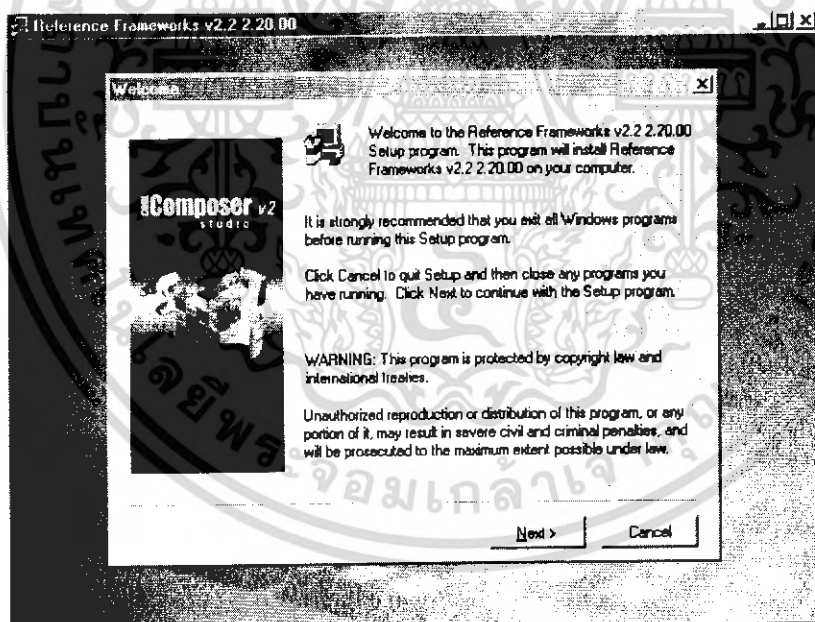 Reference Frameworks v2.2 2.20.00
Welcome
Welcome to the Reference Frameworks v2.2 2.20.00
Setup program. This program will install Reference
Frameworks v2.2 2.20.00 on your computer.
Composer v2
studio
It is strongly recommended that you exit all Windows programs
before running this Setup program.
Click Cancel to quit Setup and then close any programs you
have running. Click Next to continue with the Setup program.
WARNING: This program is protected by copyright law and
international treaties.
Unauthorized reproduction or distribution of this program, or any
portion of it, may result in severe civil and criminal penalties, and
will be prosecuted to the maximum extent possible under law.
Next >
Cancel